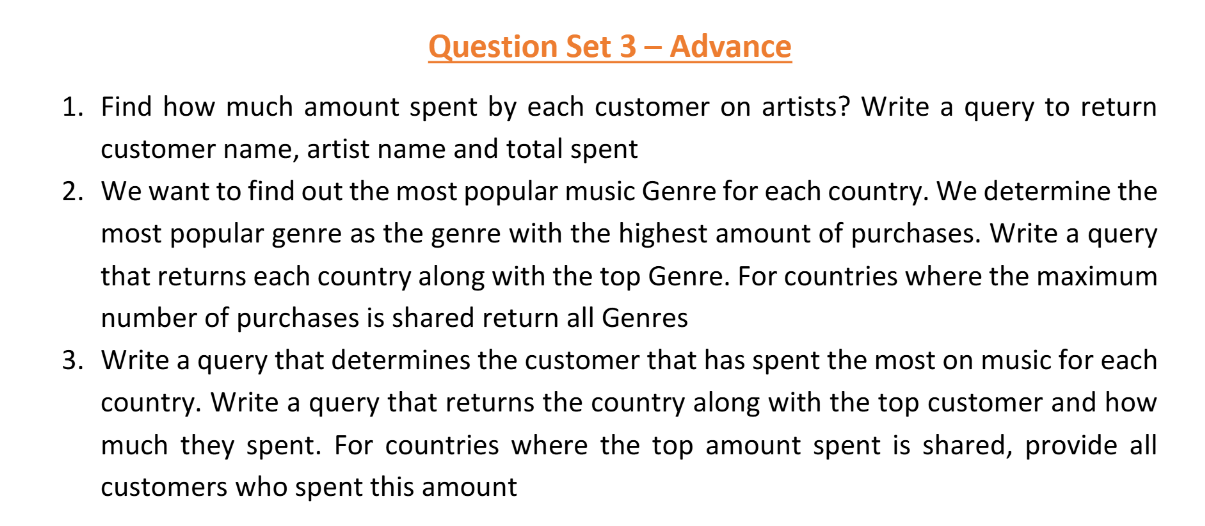 Question Set 3 – Advance
1. Find how much amount spent by each customer on artists? Write a query to return
customer name, artist name and total spent
2. We want to find out the most popular music Genre for each country. We determine the
most popular genre as the genre with the highest amount of purchases. Write a query
that returns each country along with the top Genre. For countries where the maximum
number of purchases is shared return all Genres
3. Write a query that determines the customer that has spent the most on music for each
country. Write a query that returns the country along with the top customer and how
much they spent. For countries where the top amount spent is shared, provide all
customers who spent this amount